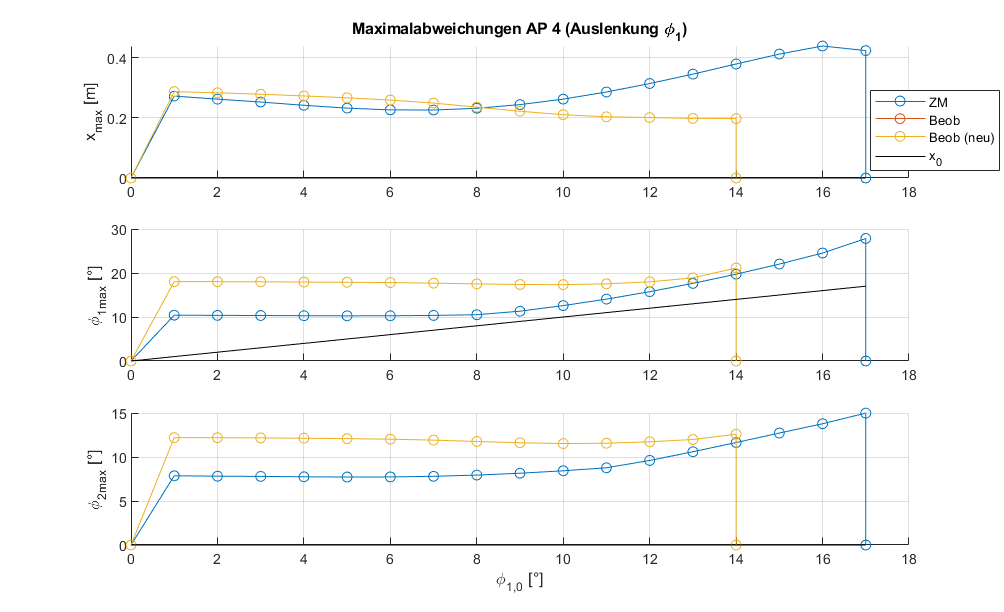 Maximalabweichungen AP 4 (Auslenkung ϕ1)
0.4
0.2
0
xmax [m]
0 2 4 6 8 10 12 14 16 18
ZM
Beob
Beob (neu)
x0
30
20
10
0
ϕ1max [°]
0 2 4 6 8 10 12 14 16 18
15
10
5
0
ϕ2max [°]
0 2 4 6 8 10 12 14 16 18
ϕ1,0 [°]